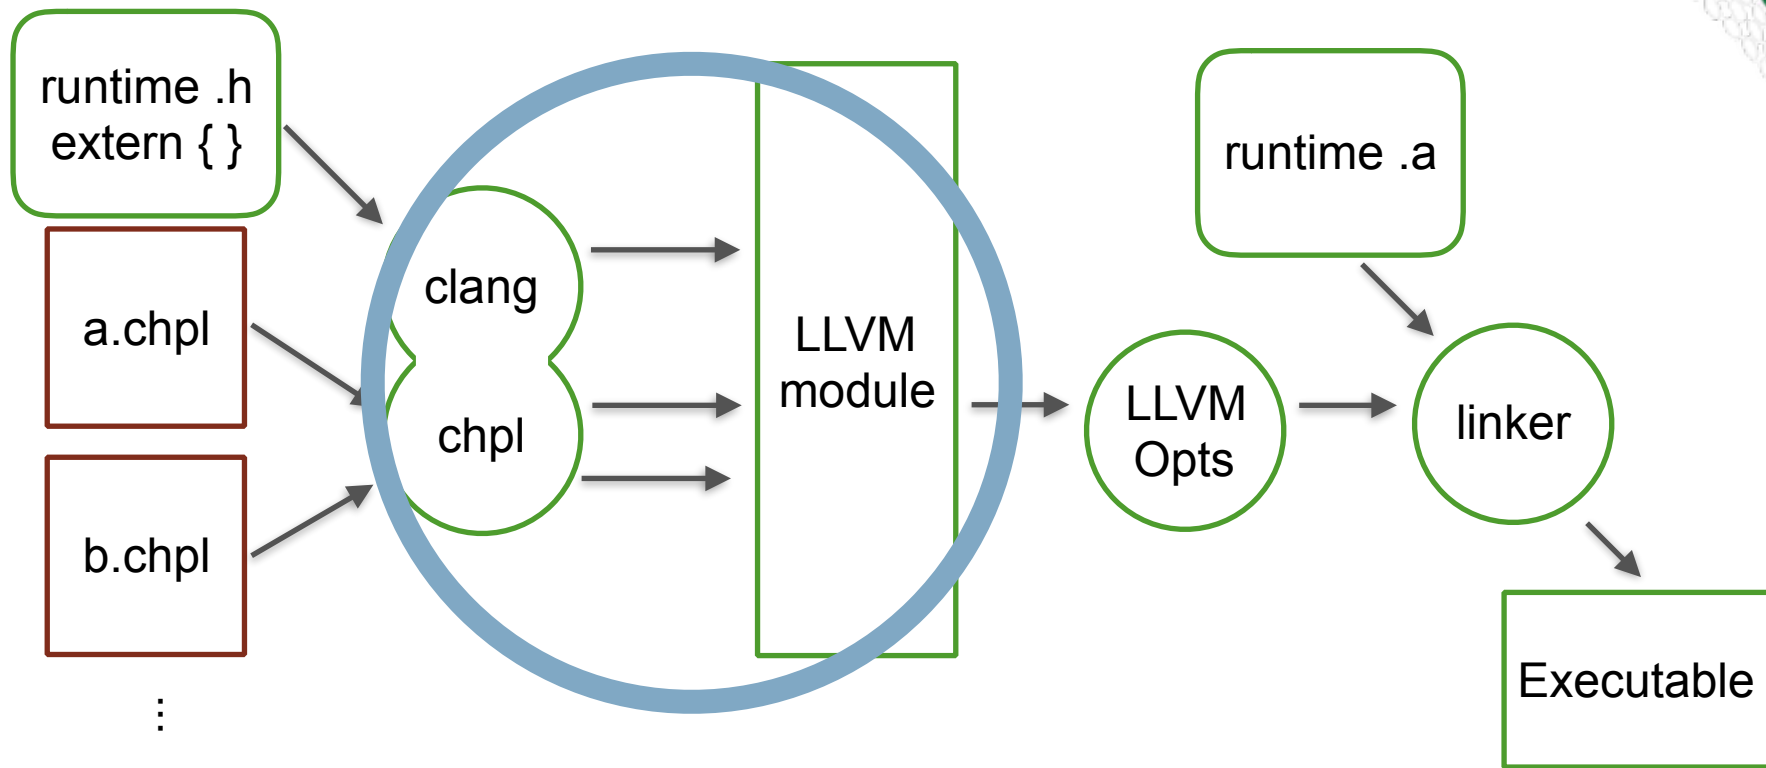 runtime .h
extern { }
a.chpl
b.chpl
⋮
clang
chpl
LLVM
module
LLVM
Opts
runtime .a
linker
Executable